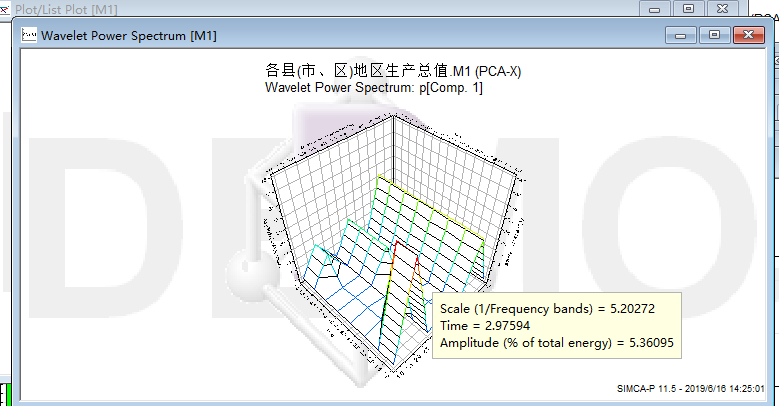 Plot/List Plot [M1]
Wavelet Power Spectrum [M1]
各县(市、区)地区生产总值.M1 (PCA-X)
Wavelet Power Spectrum: p[Comp. 1]
DEMO
Scale (1/Frequency bands) = 5.20272
Time = 2.97594
Amplitude (% of total energy) = 5.36095
SIMCA-P 11.5 - 2019/6/16 14:25:01